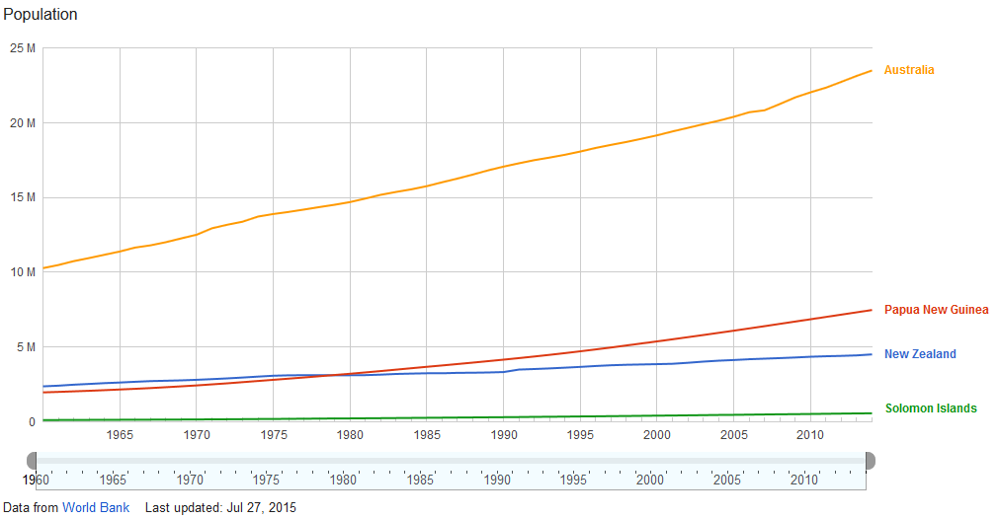 Population
25 M
Australia
20 M
15 M
10 M
Papua New Guinea
5 M
New Zealand
Solomon Islands
0
1965 1970 1975 1980 1985 1990 1995 2000 2005 2010
1960 1965 1970 1975 1980 1985 1990 1995 2000 2005 2010
Data from World Bank Last updated: Jul 27, 2015